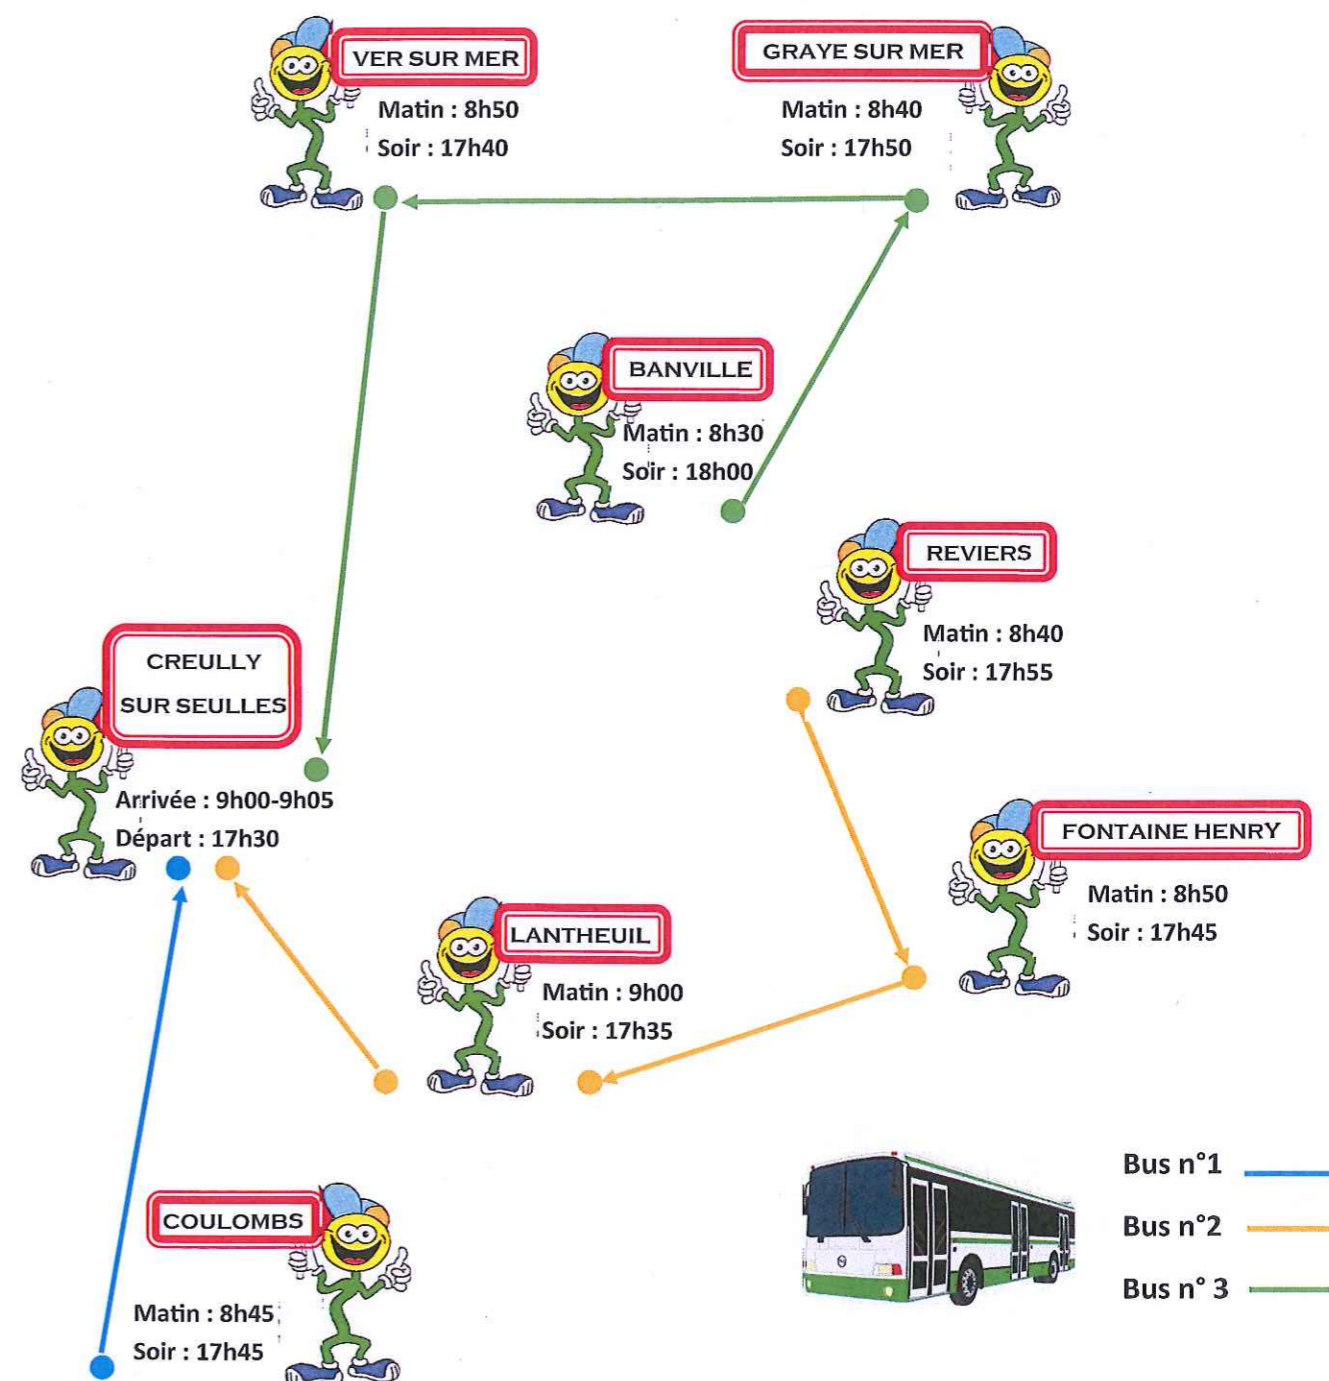 VER SUR MER
Matin : 8h50
Soir : 17h40
GRAYE SUR MER
Matin : 8h40
Soir : 17h50
BANVILLE
Matin : 8h30
Soir : 18h00
REVIERS
Matin : 8h40
Soir : 17h55
CREULLY
SUR SEULLES
Arrivée : 9h00-9h05
Départ : 17h30
FONTAINE HENRY
Matin : 8h50
Soir : 17h45
LANTHEUIL
Matin : 9h00
Soir : 17h35
COULOMBS
Matin : 8h45
Soir : 17h45
Bus n°1
Bus n°2
Bus n° 3